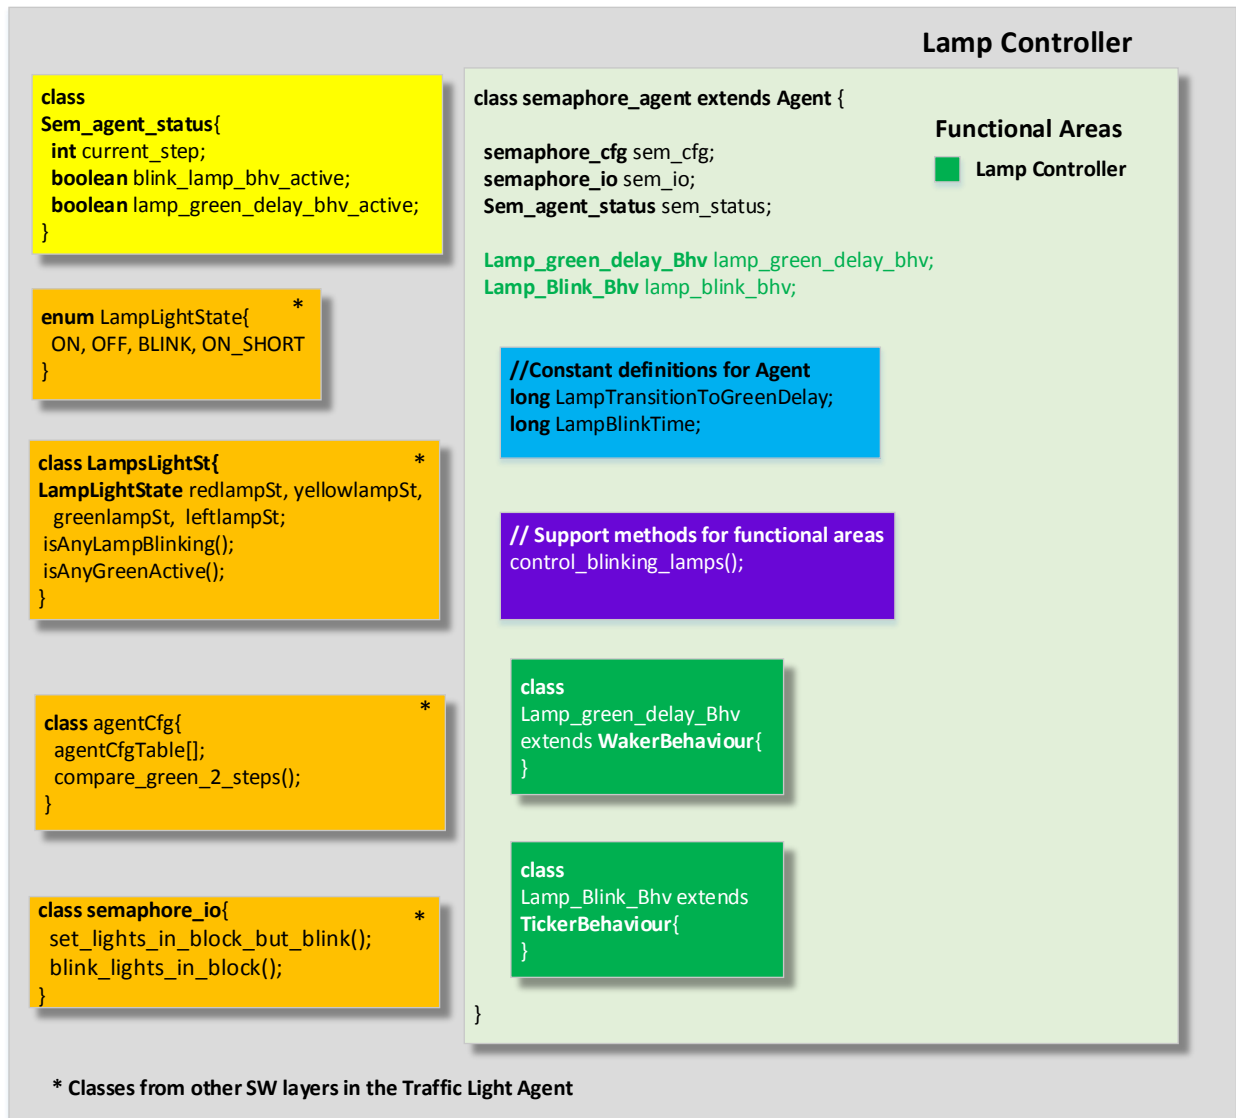 Lamp Controller
class
Sem_agent_status{
int current_step;
boolean blink_lamp_bhv_active;
boolean lamp_green_delay_bhv_active;
}
enum LampLightState{ *
ON, OFF, BLINK, ON_SHORT
}
class LampsLightSt{ *
LampLightState redlampSt, yellowlampSt,
greenlampSt, leftlampSt;
isAnyLampBlinking();
isAnyGreenActive();
}
class agentCfg{ *
agentCfgTable[];
compare_green_2_steps();
}
class semaphore_io{ *
set_lights_in_block_but_blink();
blink_lights_in_block();
}
class semaphore_agent extends Agent {
Functional Areas
Lamp Controller
semaphore_cfg sem_cfg;
semaphore_io sem_io;
Sem_agent_status sem_status;
Lamp_green_delay_Bhv lamp_green_delay_bhv;
Lamp_Blink_Bhv lamp_blink_bhv;
//Constant definitions for Agent
long LampTransitionToGreenDelay;
long LampBlinkTime;
// Support methods for functional areas
control_blinking_lamps();
class
Lamp_green_delay_Bhv
extends WakerBehaviour{
}
class
Lamp_Blink_Bhv extends
TickerBehaviour{
}
}
* Classes from other SW layers in the Traffic Light Agent